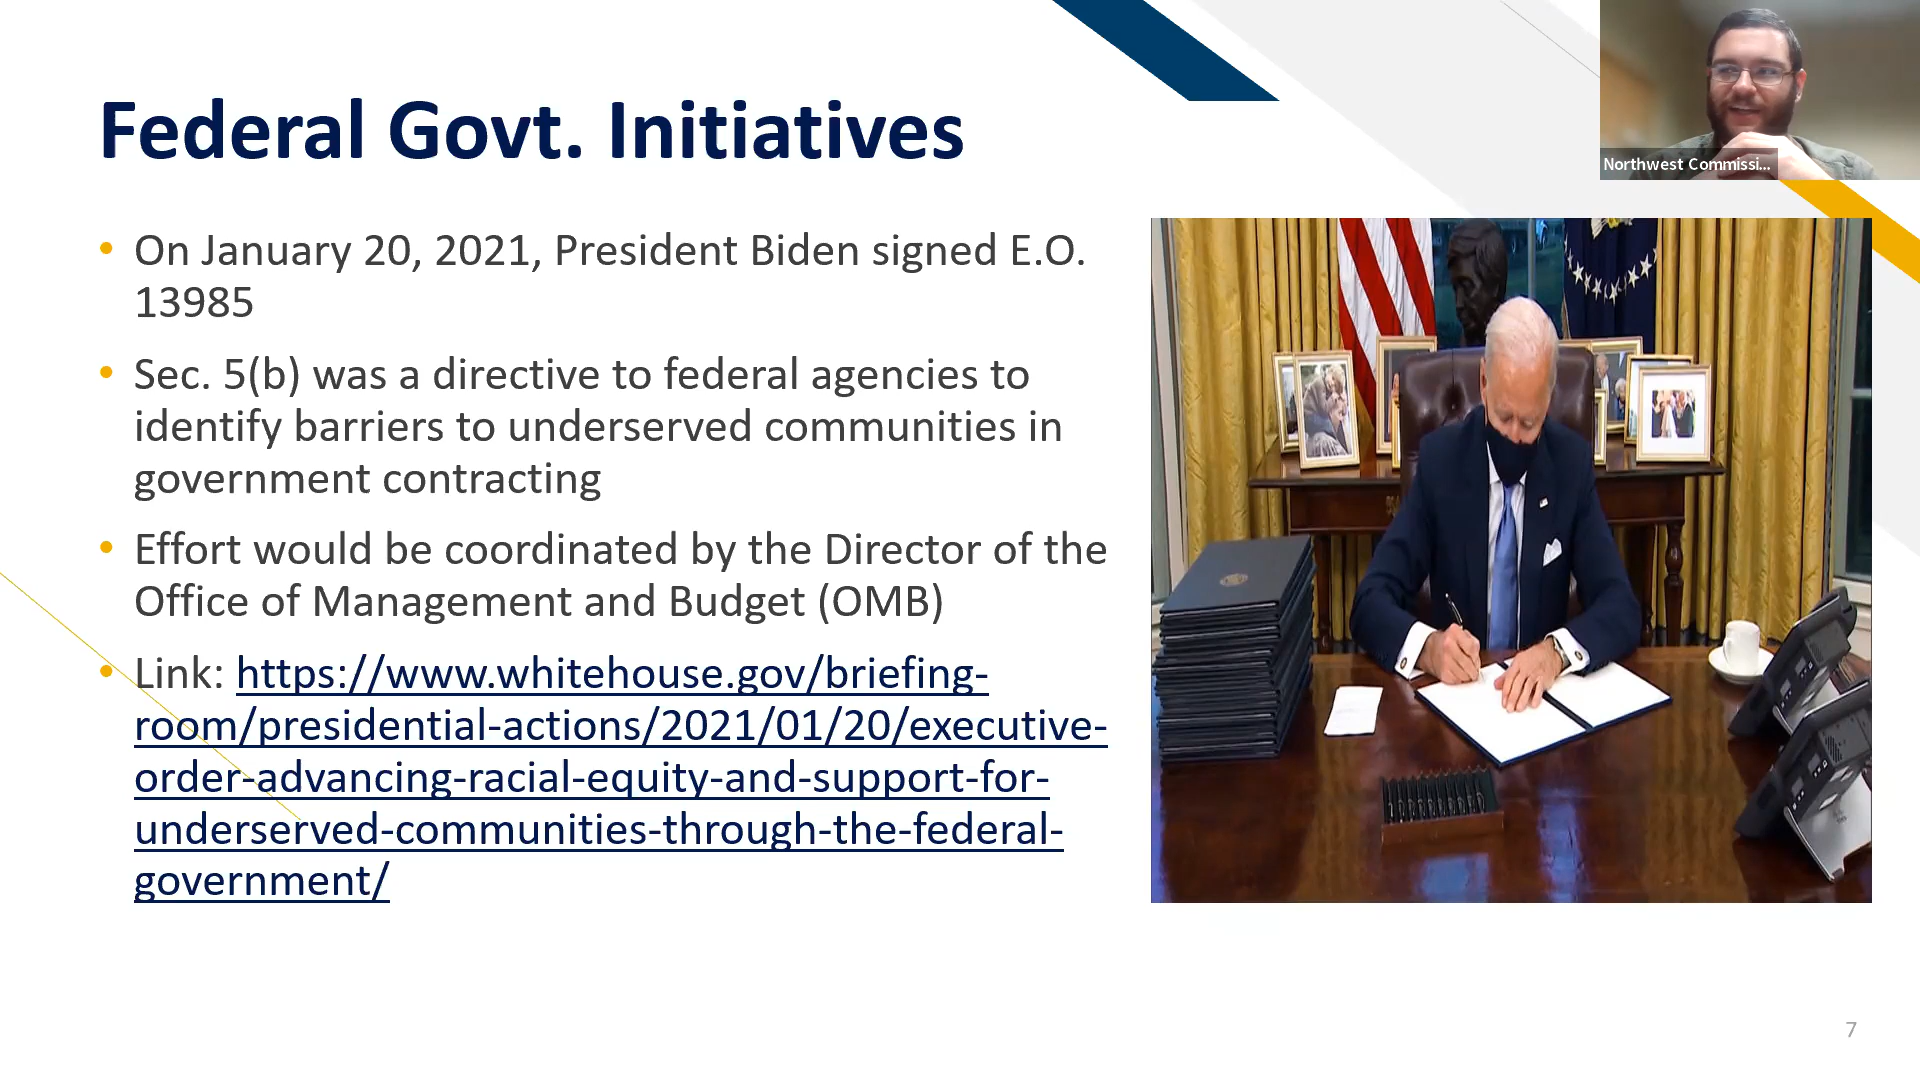 Federal Govt. Initiatives
Northwest Commissi...
• On January 20, 2021, President Biden signed E.O.
13985
• Sec. 5(b) was a directive to federal agencies to
identify barriers to underserved communities in
government contracting
• Effort would be coordinated by the Director of the
Office of Management and Budget (OMB)
• Link: https://www.whitehouse.gov/briefing-
room/presidential-actions/2021/01/20/executive-
order-advancing-racial-equity-and-support-for-
underserved-communities-through-the-federal-
government/
7